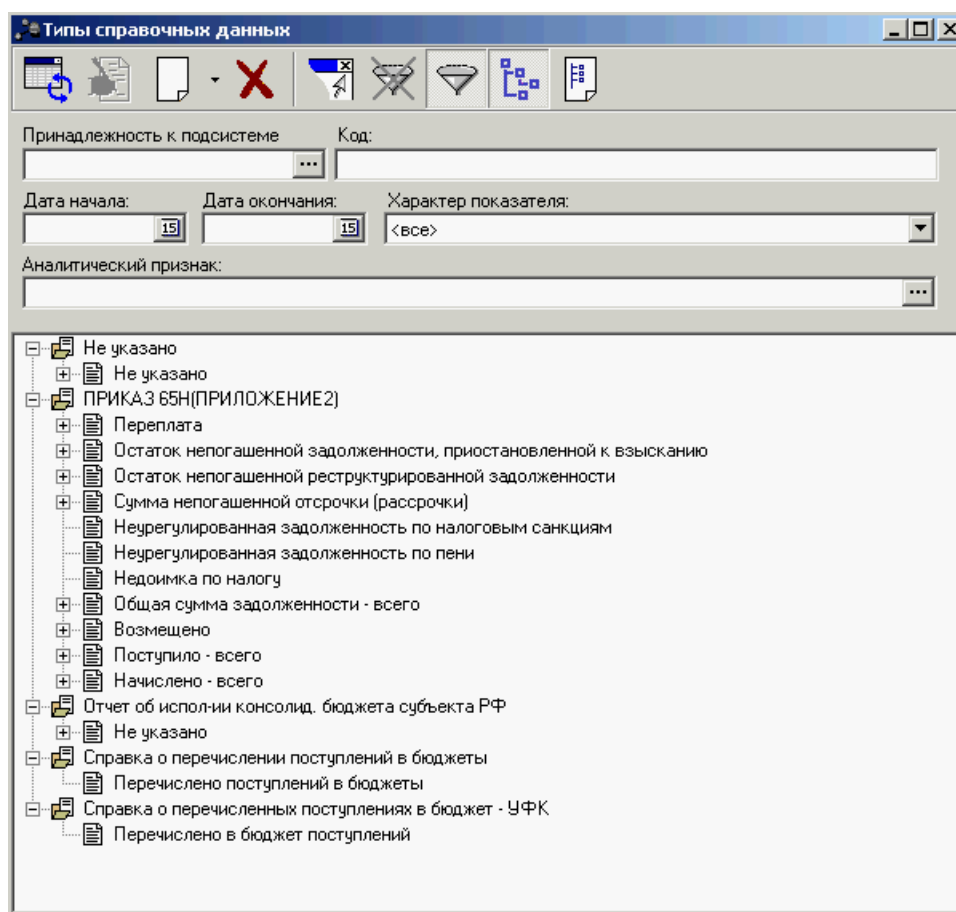 Типы справочных данных
Принадлежность к подсистеме Код:
Дата начала: Дата окончания: Характер показателя:
15 15 <все>
Аналитический признак:
Не указано
Не указано
ПРИКАЗ 65Н(ПРИЛОЖЕНИЕ2)
Переплата
Остаток непогашенной задолженности, приостановленной к взысканию
Остаток непогашенной реструктурированной задолженности
Сумма непогашенной отсрочки (рассрочки)
Неурегулированная задолженность по налоговым санкциям
Неурегулированная задолженность по пени
Недоимка по налогу
Общая сумма задолженности - всего
Возмещено
Поступило - всего
Начислено - всего
Отчет об испол-ии консолид. бюджета субъекта РФ
Не указано
Справка о перечислении поступлений в бюджеты
Перечислено поступлений в бюджеты
Справка о перечисленных поступлениях в бюджет - УФК
Перечислено в бюджет поступлений